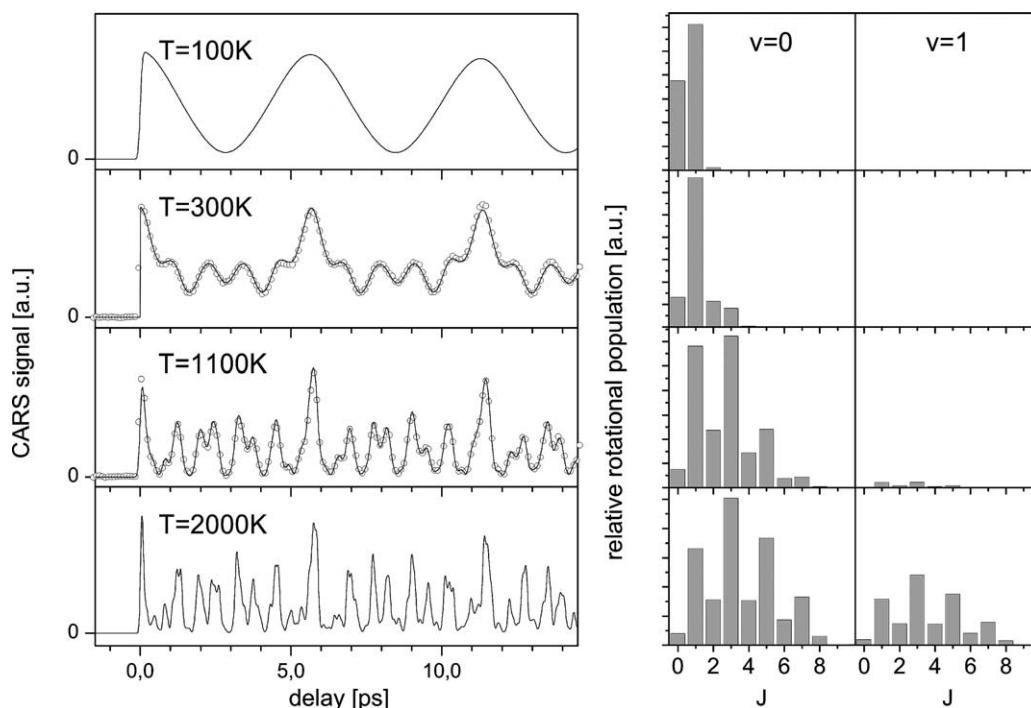 T=100K
0
T=300K
0
T=1100K
0
T=2000K
0
CARS signal [a.u.]
0,0 5,0 10,0
delay [ps]
v=0 v=1
relative rotational population [a.u.]
0 2 4 6 8 0 2 4 6 8
J J